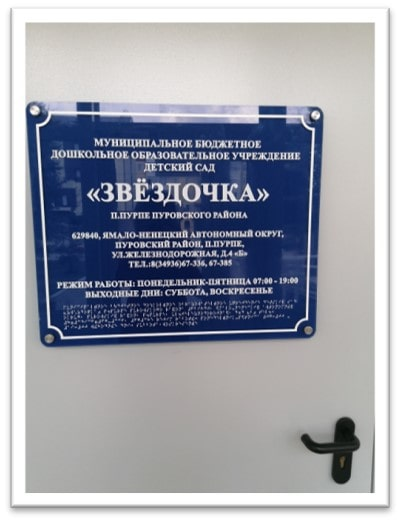 МУНИЦИПАЛЬНОЕ БЮДЖЕТНОЕ
ДОШКОЛЬНОЕ ОБРАЗОВАТЕЛЬНОЕ УЧРЕЖДЕНИЕ
ДЕТСКИЙ САД
«ЗВЁЗДОЧКА»
П.ПУРПЕ ПУРОВСКОГО РАЙОНА
629840, ЯМАЛО-НЕНЕЦКИЙ АВТОНОМНЫЙ ОКРУГ,
ПУРОВСКИЙ РАЙОН, П.ПУРПЕ,
УЛ.ЖЕЛЕЗНОДОРОЖНАЯ, Д.4 «Б»
ТЕЛ.:8(34936)67-336, 67-385
РЕЖИМ РАБОТЫ: ПОНЕДЕЛЬНИК-ПЯТНИЦА 07:00 - 19:00
ВЫХОДНЫЕ ДНИ: СУББОТА, ВОСКРЕСЕНЬЕ